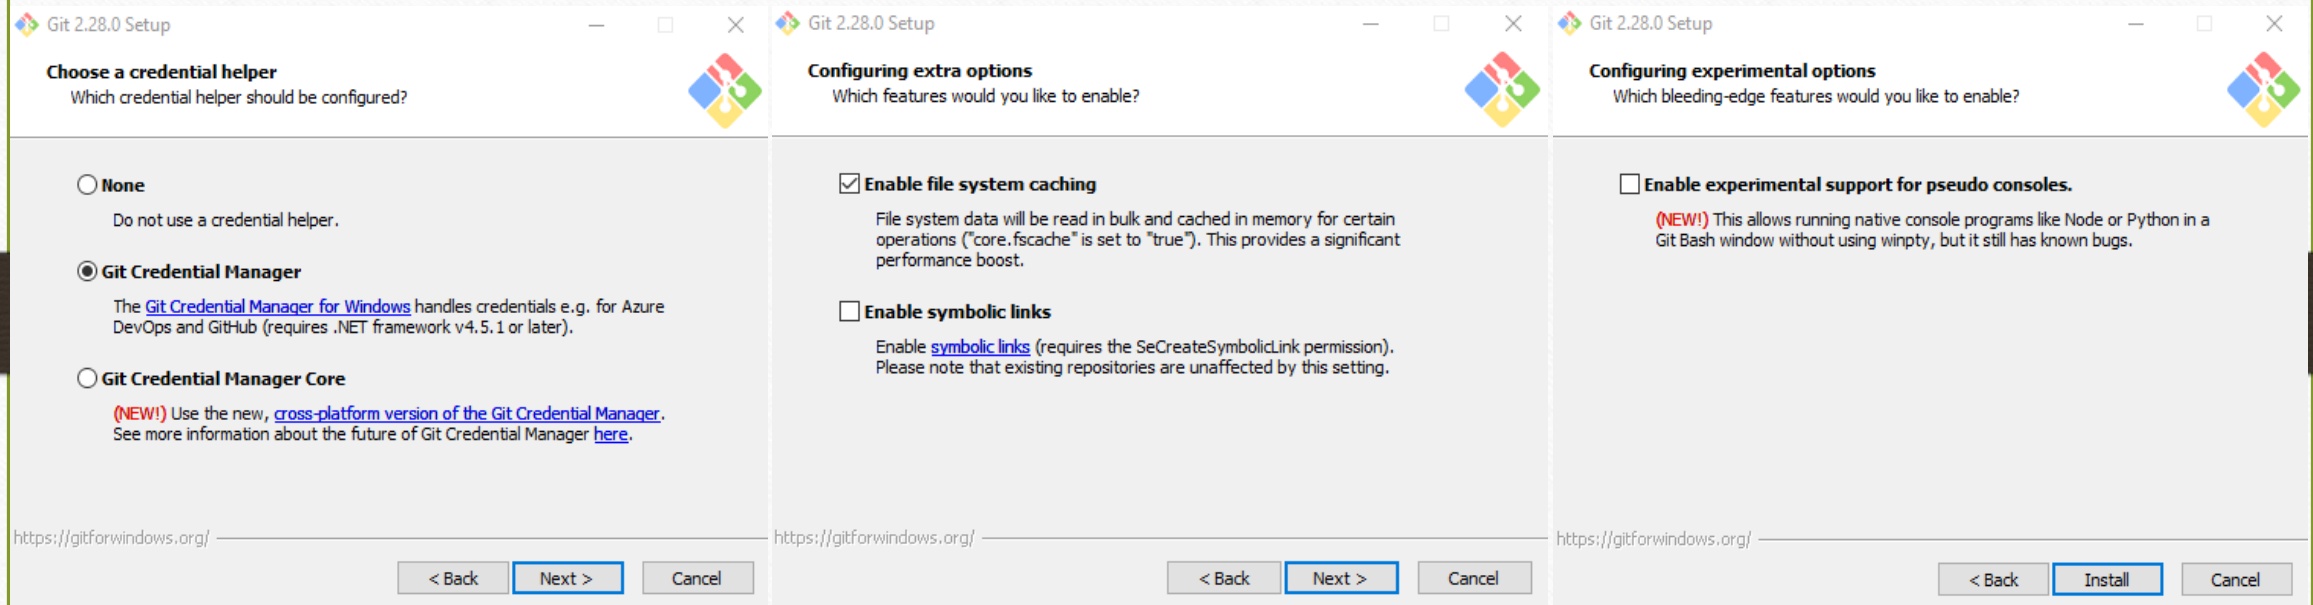 Git 2.28.0 Setup
Choose a credential helper
Which credential helper should be configured?
None
Do not use a credential helper.
Git Credential Manager
The Git Credential Manager for Windows handles credentials e.g. for Azure
DevOps and GitHub (requires .NET framework v4.5.1 or later).
Git Credential Manager Core
(NEW!) Use the new, cross-platform version of the Git Credential Manager.
See more information about the future of Git Credential Manager here.
https://gitforwindows.org/
< Back Next > Cancel
Git 2.28.0 Setup
Configuring extra options
Which features would you like to enable?
Enable file system caching
File system data will be read in bulk and cached in memory for certain
operations ("core.fscache" is set to "true"). This provides a significant
performance boost.
Enable symbolic links
Enable symbolic links (requires the SeCreateSymbolicLink permission).
Please note that existing repositories are unaffected by this setting.
https://gitforwindows.org/
< Back Next > Cancel
Git 2.28.0 Setup
Configuring experimental options
Which bleeding-edge features would you like to enable?
Enable experimental support for pseudo consoles.
(NEW!) This allows running native console programs like Node or Python in a
Git Bash window without using winpty, but it still has known bugs.
https://gitforwindows.org/
< Back Install Cancel